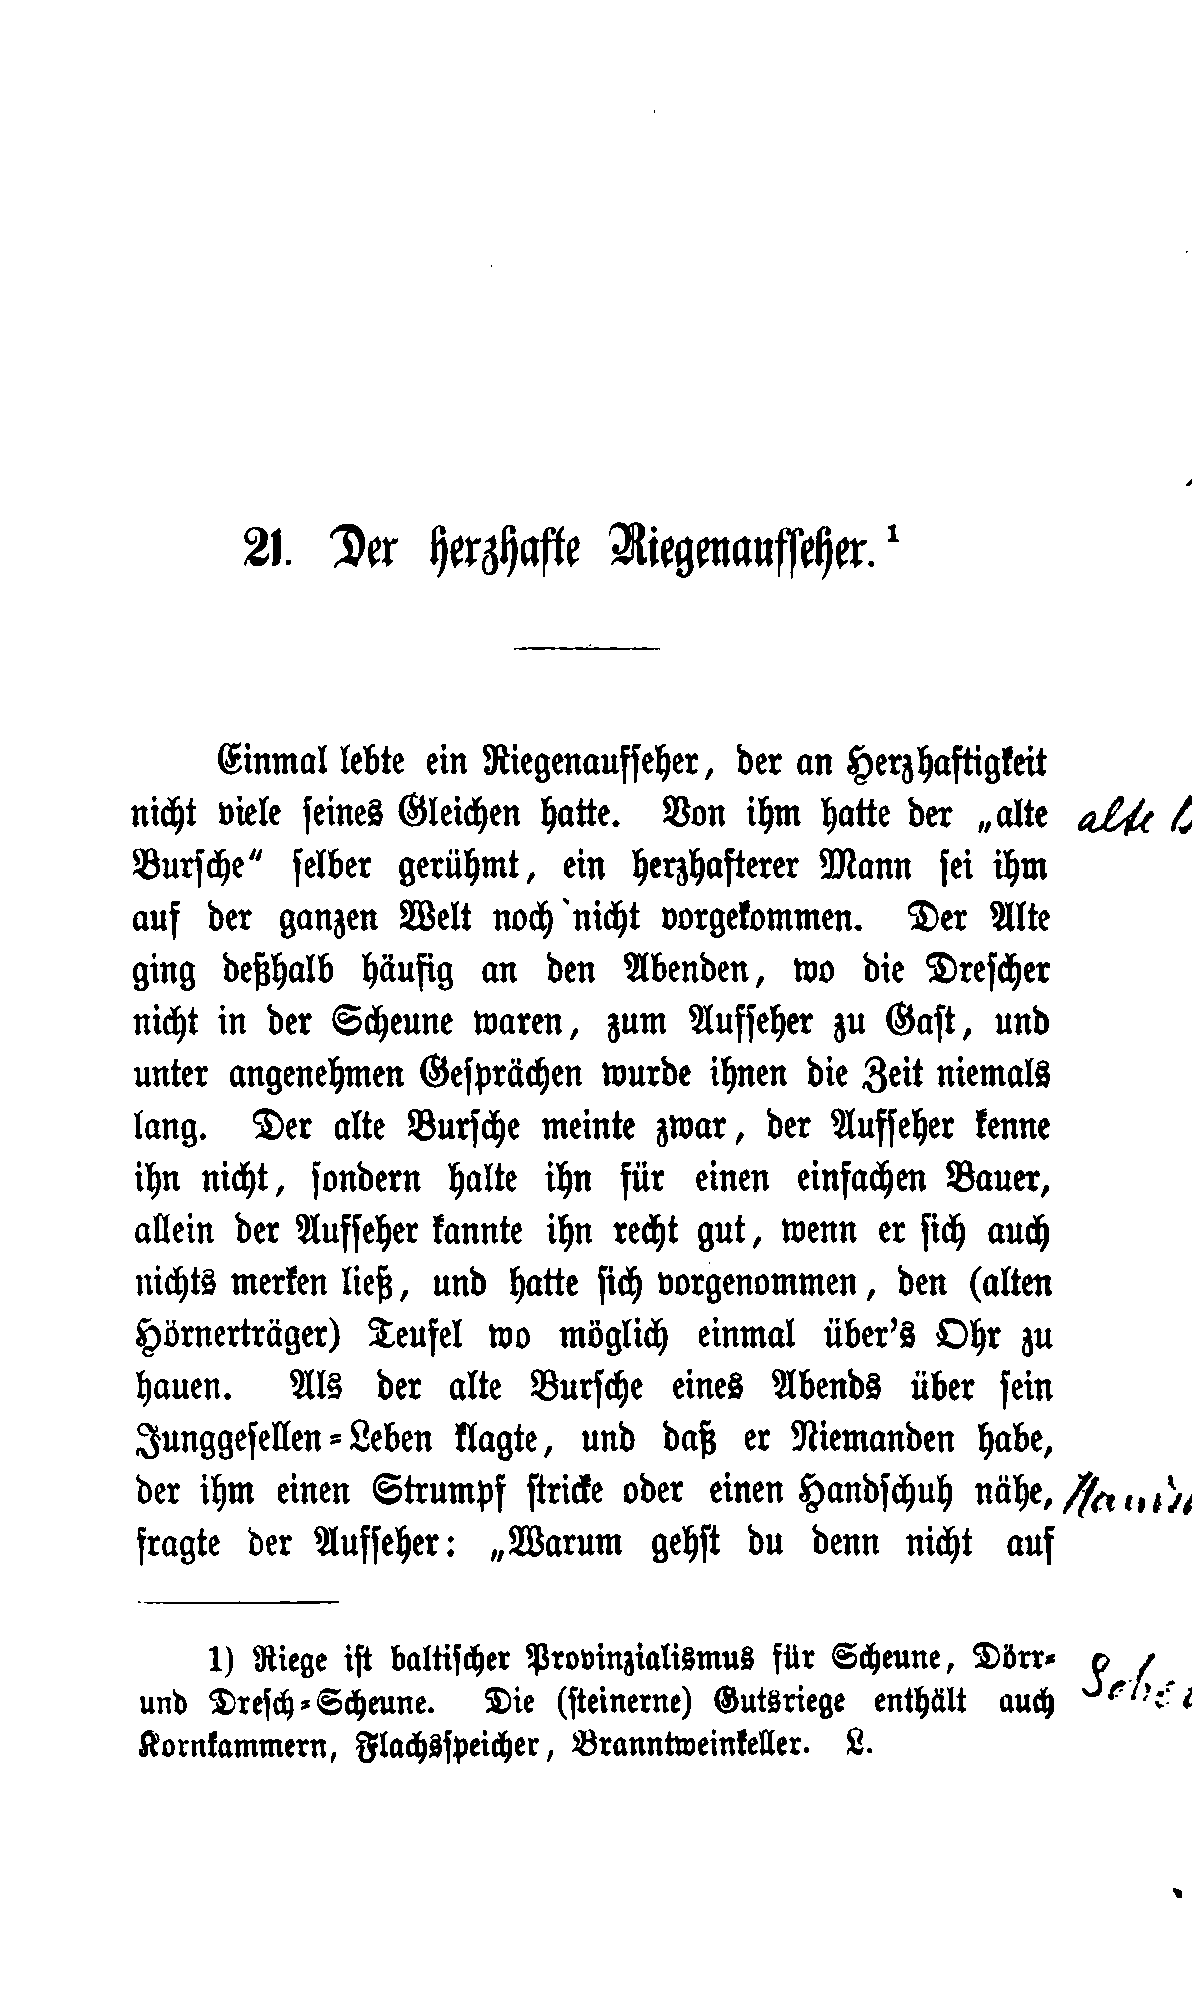 21. Der herzhafte Riegenaufseher.¹
Einmal lebte ein Riegenaufseher, der an Herzhaftigkeit
nicht viele seines Gleichen hatte. Von ihm hatte der „alte
alte
Bursche“ selber gerühmt, ein herzhafterer Mann sei ihm
auf der ganzen Welt noch nicht vorgekommen. Der Alte
ging deßhalb häufig an den Abenden, wo die Drescher
nicht in der Scheune waren, zum Aufseher zu Gast, und
unter angenehmen Gesprächen wurde ihnen die Zeit niemals
lang. Der alte Bursche meinte zwar, der Aufseher kenne
ihn nicht, sondern halte ihn für einen einfachen Bauer,
allein der Aufseher kannte ihn recht gut, wenn er sich auch
nichts merken ließ, und hatte sich vorgenommen, den (alten
Hörnerträger) Teufel wo möglich einmal über's Ohr zu
hauen. Als der alte Bursche eines Abends über sein
Junggesellen-Leben klagte, und daß er Niemanden habe,
der ihm einen Strumpf stricke oder einen Handschuh nähe,
fragte der Aufseher: „Warum gehst du denn nicht auf
1) Riege ist baltischer Provinzialismus für Scheune, Dörr-
und Dresch-Scheune. Die (steinerne) Gutsriege enthält auch
Kornkammern, Flachsspeicher, Branntweinkeller. L.